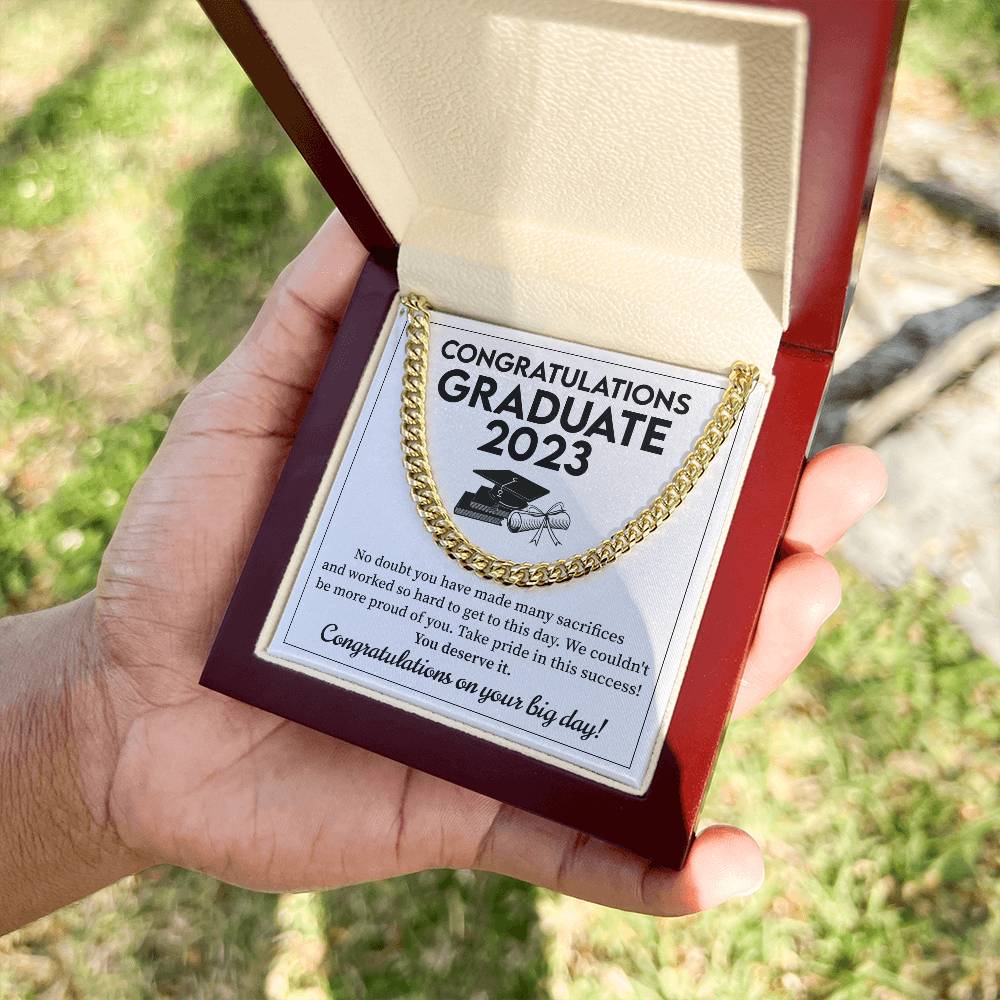 CONGRATULATIONS
GRADUATE
2023
No doubt you have made many sacrifices
and worked so hard to get to this day. We couldn't
be more proud of you. Take pride in this success!
You deserve it.
Congratulations on your big day!